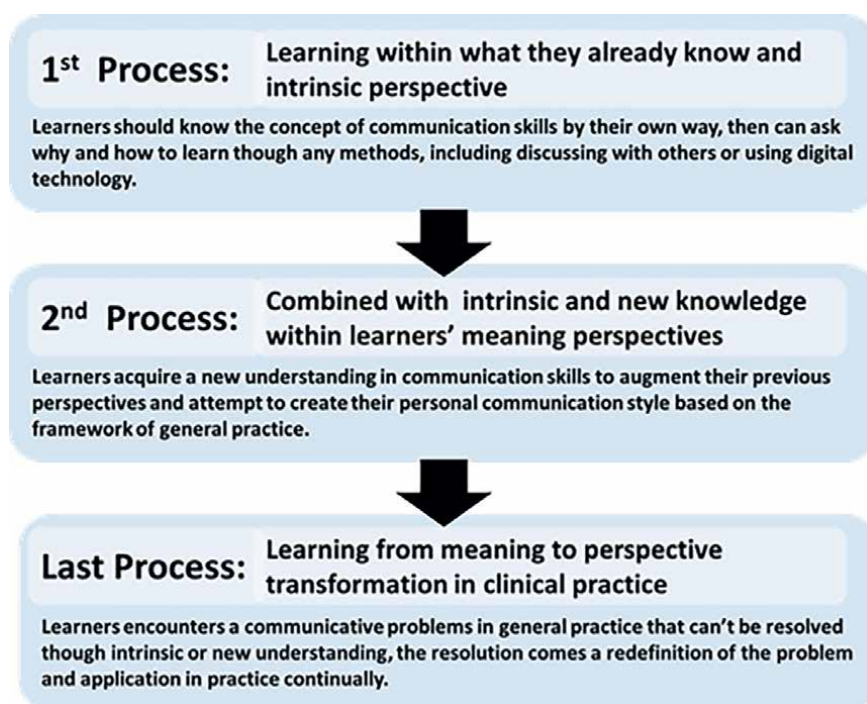 1st Process:
Learning within what they already know and
intrinsic perspective
Learners should know the concept of communication skills by their own way, then can ask
why and how to learn though any methods, including discussing with others or using digital
technology.
2nd Process:
Combined with intrinsic and new knowledge
within learners’ meaning perspectives
Learners acquire a new understanding in communication skills to augment their previous
perspectives and attempt to create their personal communication style based on the
framework of general practice.
Last Process:
Learning from meaning to perspective
transformation in clinical practice
Learners encounters a communicative problems in general practice that can’t be resolved
though intrinsic or new understanding, the resolution comes a redefinition of the problem
and application in practice continually.